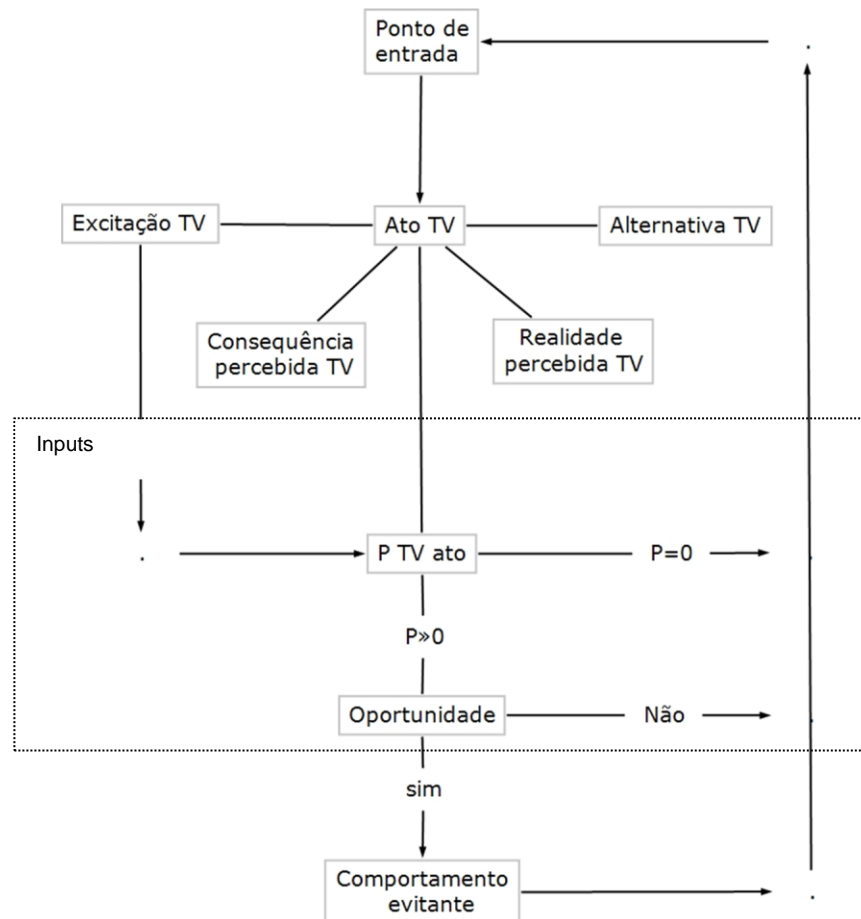 Ponto de
entrada
Excitação TV
Ato TV
Alternativa TV
Consequência
percebida TV
Realidade
percebida TV
Inputs
P TV ato
P=0
P»0
Oportunidade
Não
sim
Comportamento
evitante